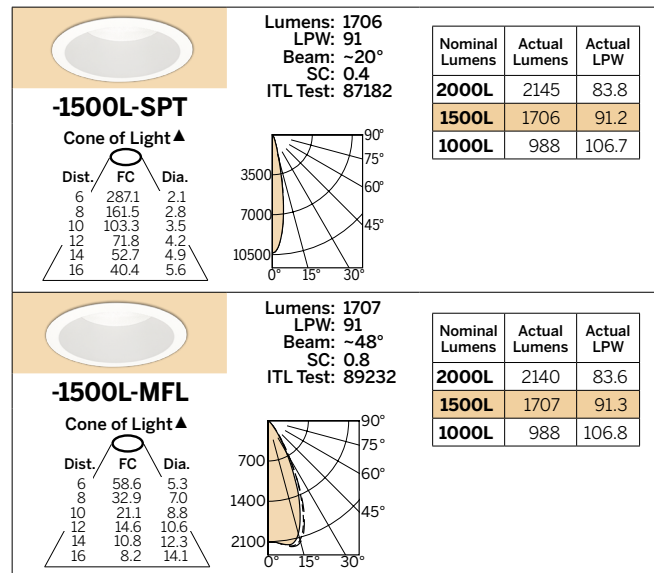 -1500L-SPT
Cone of Light▲
Dist. FC Dia.
6 287.1 2.1
8 161.5 2.8
10 103.3 3.5
12 71.8 4.2
14 52.7 4.9
16 40.4 5.6
Lumens: 1706
LPW: 91
Beam: ~20°
SC: 0.4
ITL Test: 87182
90°
75°
60°
45°
3500
7000
10500
0° 15° 30°
Nominal Lumens Actual Lumens Actual LPW
2000L 2145 83.8
1500L 1706 91.2
1000L 988 106.7
-1500L-MFL
Cone of Light▲
Dist. FC Dia.
6 58.6 5.3
8 32.9 7.0
10 21.1 8.8
12 14.6 10.6
14 10.8 12.3
16 8.2 14.1
Lumens: 1707
LPW: 91
Beam: ~48°
SC: 0.8
ITL Test: 89232
90°
75°
60°
45°
700
1400
2100
0° 15° 30°
Nominal Lumens Actual Lumens Actual LPW
2000L 2140 83.6
1500L 1707 91.3
1000L 988 106.8